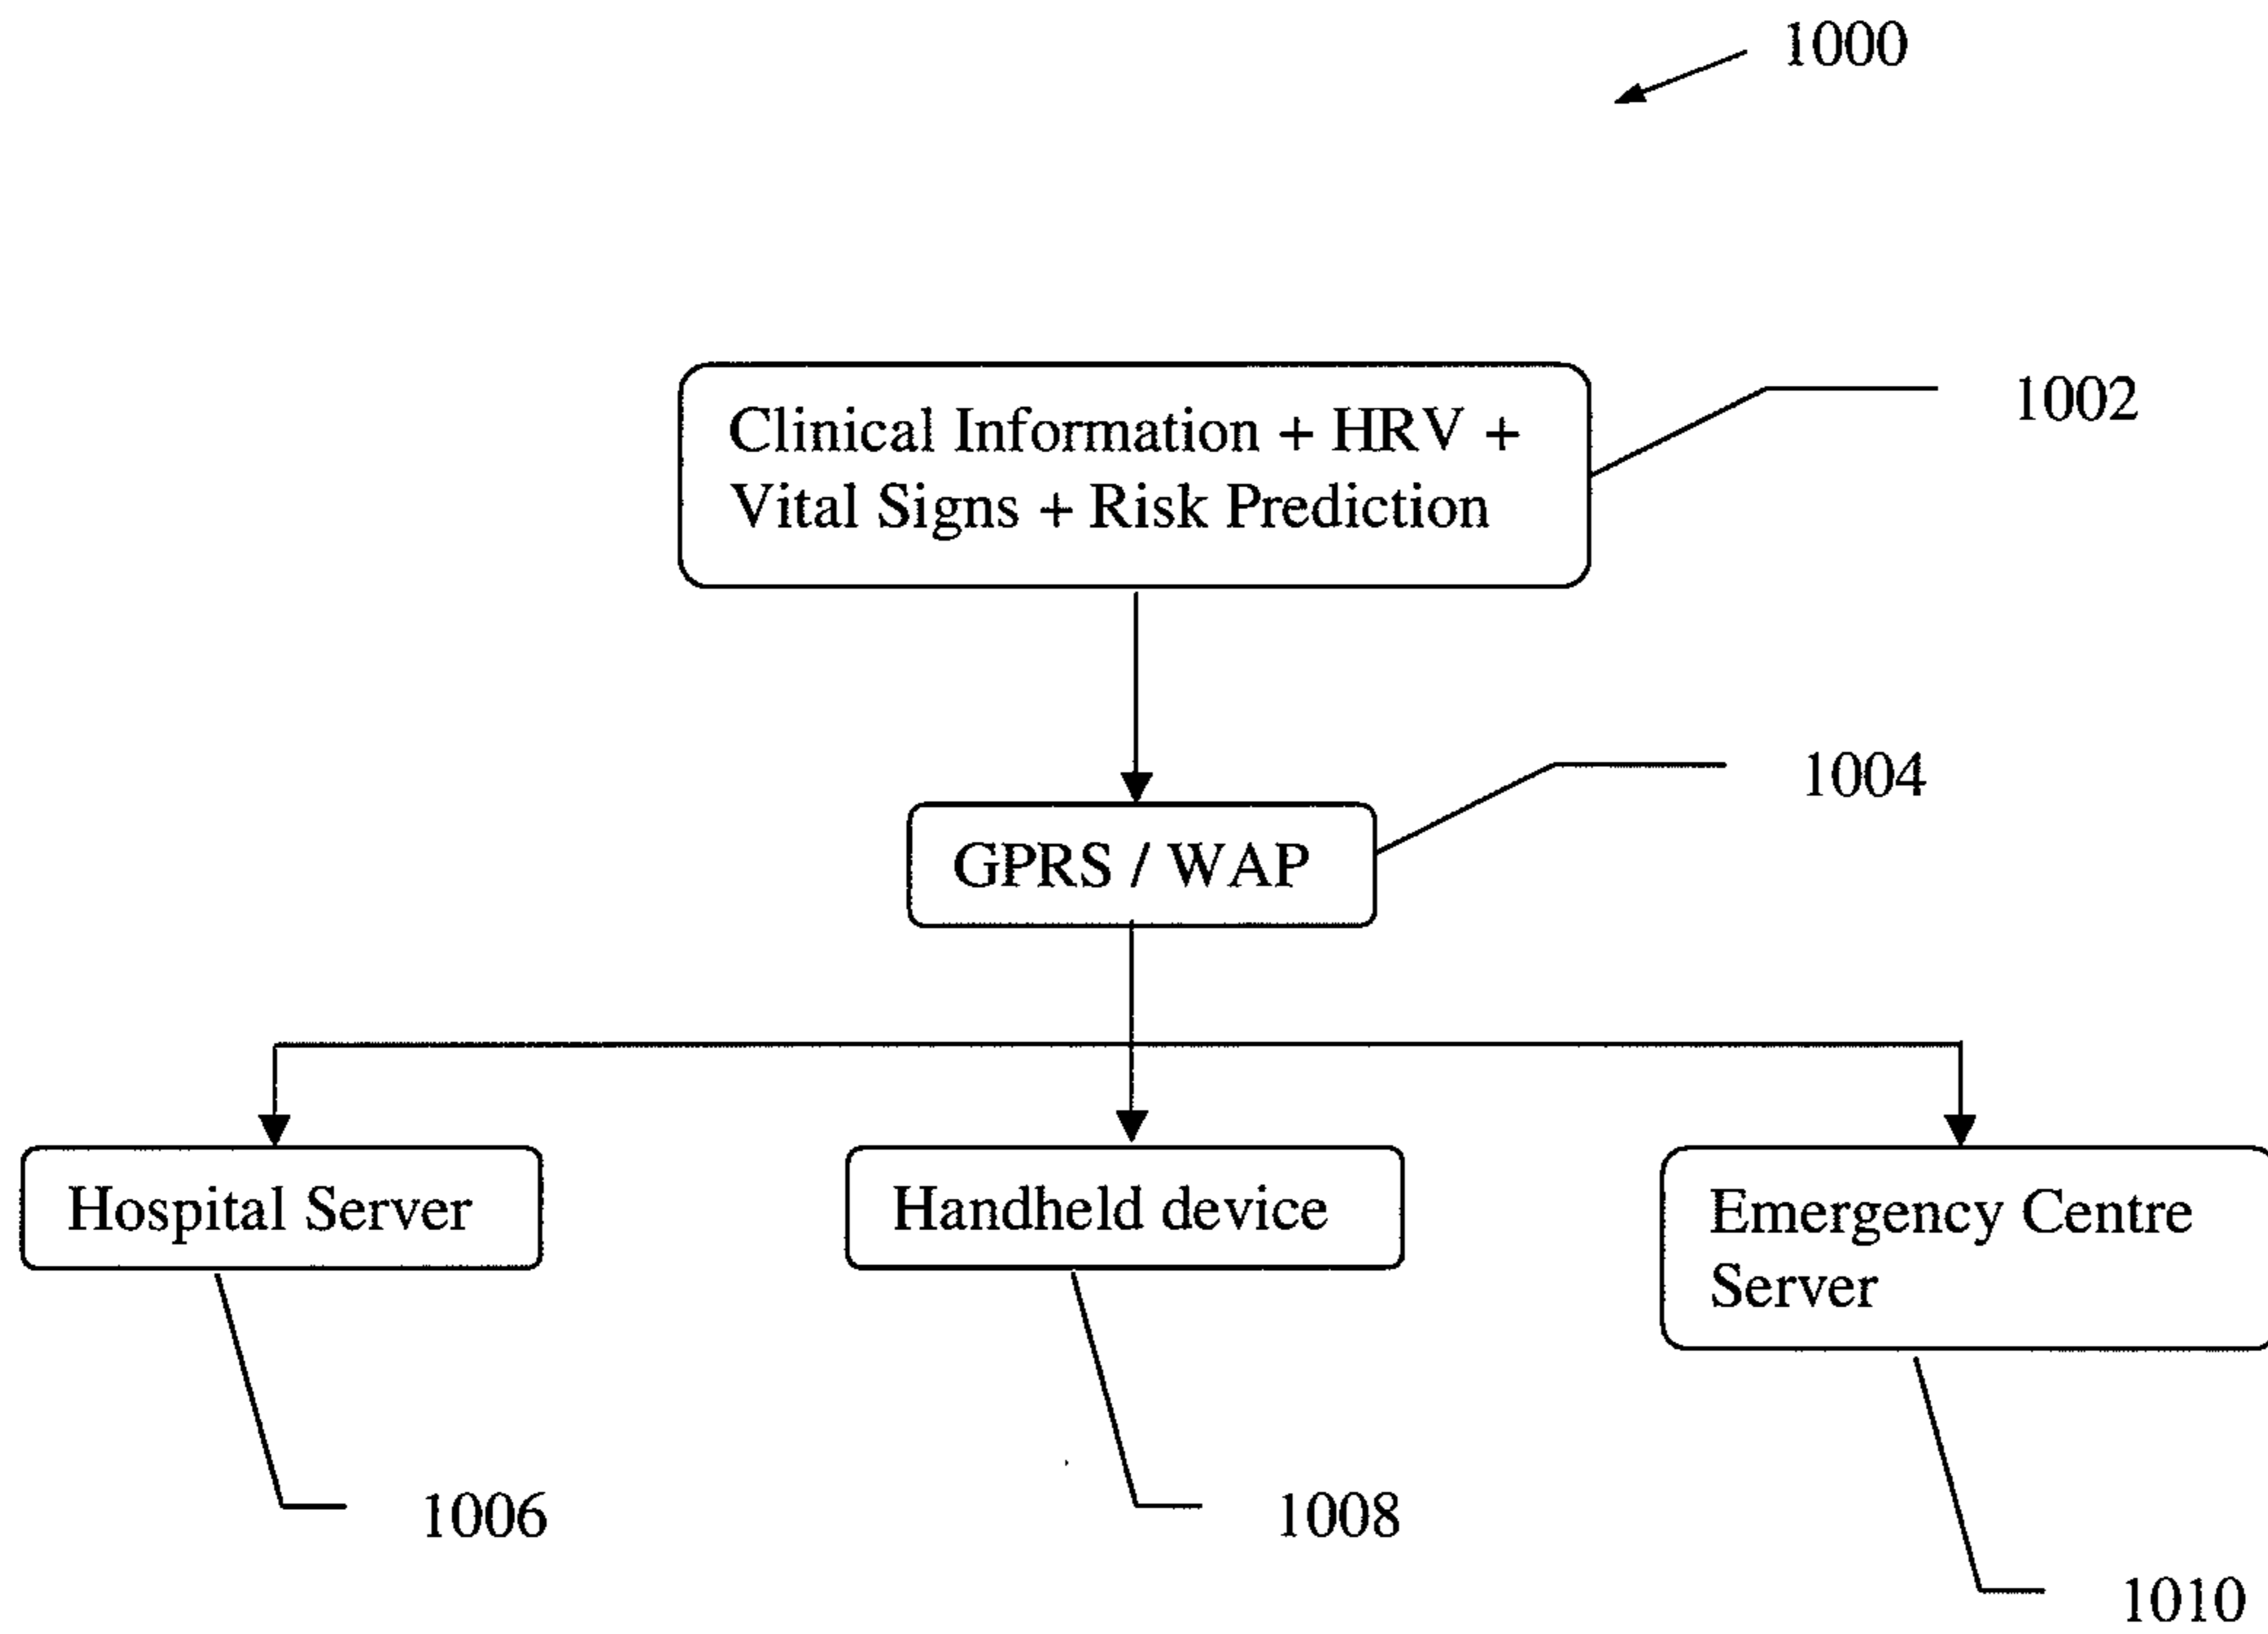 1000
Clinical Information + HRV +
Vital Signs + Risk Prediction
1002
GPRS / WAP
1004
Hospital Server
Handheld device
Emergency Centre
Server
1006
1008
1010